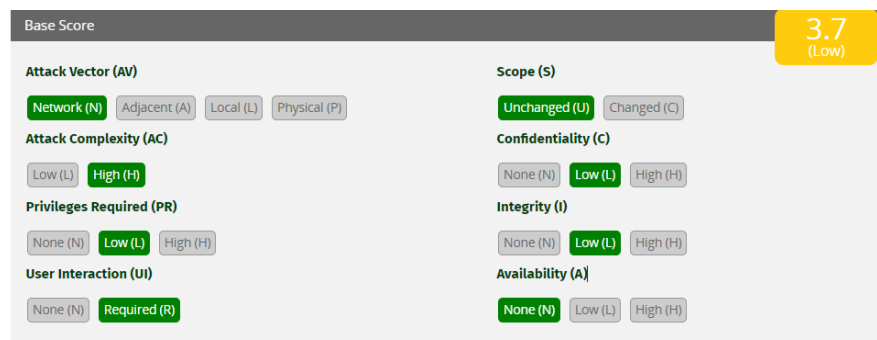 Base Score
3.7
(Low)
Attack Vector (AV)
Network (N) Adjacent (A) Local (L) Physical (P)
Attack Complexity (AC)
Low (L) High (H)
Privileges Required (PR)
None (N) Low (L) High (H)
User Interaction (UI)
None (N) Required (R)
Scope (S)
Unchanged (U) Changed (C)
Confidentiality (C)
None (N) Low (L) High (H)
Integrity (I)
None (N) Low (L) High (H)
Availability (A)
None (N) Low (L) High (H)